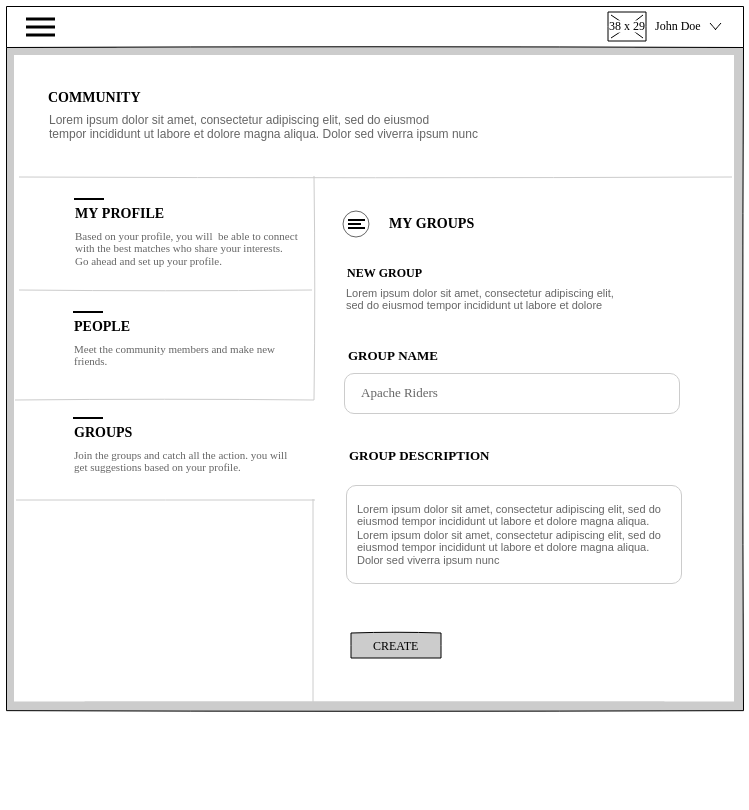 38 x 29
John Doe
COMMUNITY
Lorem ipsum dolor sit amet, consectetur adipiscing elit, sed do eiusmod
tempor incididunt ut labore et dolore magna aliqua. Dolor sed viverra ipsum nunc
MY PROFILE
Based on your profile, you will  be able to connect
with the best matches who share your interests.
Go ahead and set up your profile.
PEOPLE
Meet the community members and make new
friends.
GROUPS
Join the groups and catch all the action. you will
get suggestions based on your profile.
MY GROUPS
NEW GROUP
Lorem ipsum dolor sit amet, consectetur adipiscing elit,
sed do eiusmod tempor incididunt ut labore et dolore
GROUP NAME
Apache Riders
GROUP DESCRIPTION
Lorem ipsum dolor sit amet, consectetur adipiscing elit, sed do
eiusmod tempor incididunt ut labore et dolore magna aliqua.
Lorem ipsum dolor sit amet, consectetur adipiscing elit, sed do
eiusmod tempor incididunt ut labore et dolore magna aliqua.
Dolor sed viverra ipsum nunc
CREATE